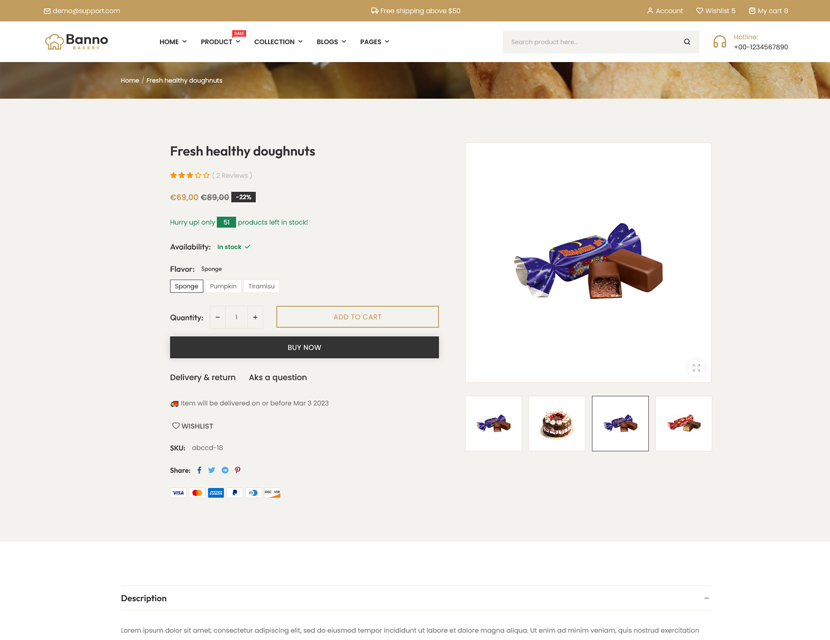 demo@support.com
Free shipping above $50
Account
Wishlist 5
My cart 8
Banno
BAKERY
HOME
PRODUCT
SALE
COLLECTION
BLOGS
PAGES
Search product here...
Hotline:
+00-1234567890
Home / Fresh healthy doughnuts
Fresh healthy doughnuts
( 2 Reviews )
€69,00 €89,00 -22%
Hurry up! only 51 products left in stock!
Availability: In stock
Flavor: Sponge
Sponge Pumpkin Tiramisu
Quantity: − 1 + ADD TO CART
BUY NOW
Delivery & return Aks a question
Item will be delivered on or before Mar 3 2023
WISHLIST
SKU: abccd-18
Share:
VISA
Description −
Lorem ipsum dolor sit amet, consectetur adipiscing elit, sed do eiusmod tempor incididunt ut labore et dolore magna aliqua. Ut enim ad minim veniam, quis nostrud exercitation